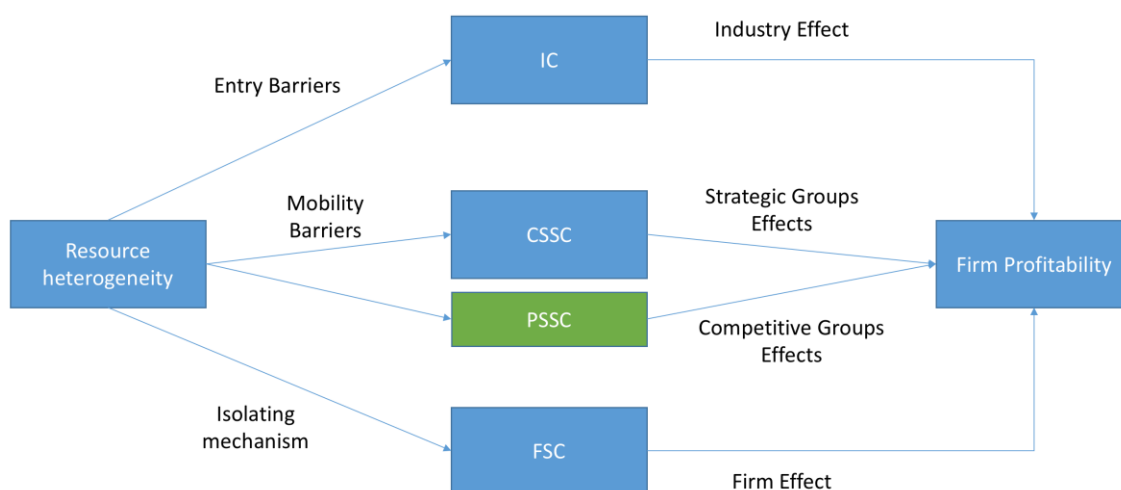 Industry Effect
IC
Entry Barriers
Mobility
Barriers
Strategic Groups
Effects
CSSC
Resource
heterogeneity
Firm Profitability
PSSC
Competitive Groups
Effects
Isolating
mechanism
FSC
Firm Effect